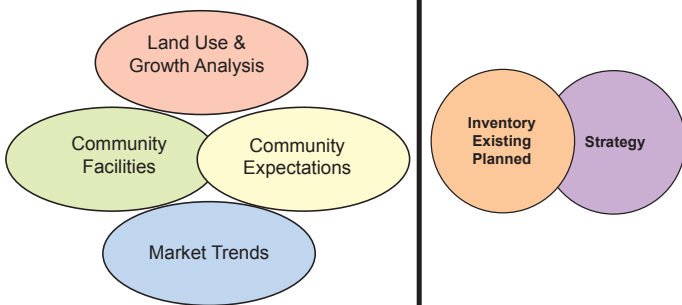 Land Use &
Growth Analysis
Community
Facilities
Community
Expectations
Market Trends
Inventory
Existing
Planned
Strategy